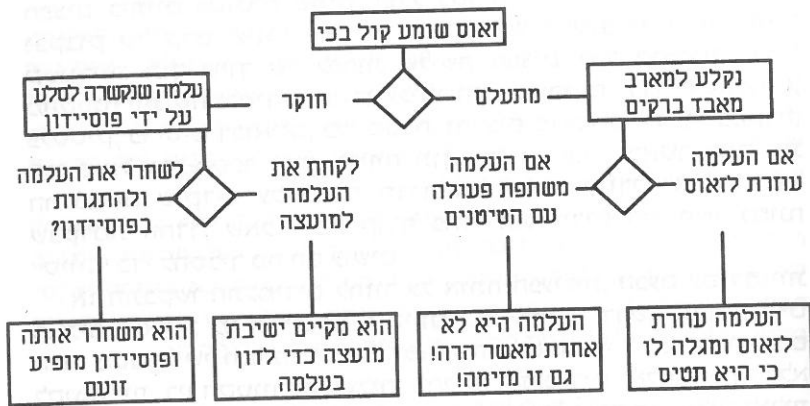 זאוס שומע קול בכי
מתעלם
חוקר
נקלע למארב
מאבד ברקים
עלמה שנקשרה לסלע
על ידי פוסיידון
אם העלמה
עוזרת לזאוס
אם העלמה
משתפת פעולה
עם הטיטנים
לקחת את
העלמה
למועצה
לשחרר את העלמה
ולהתגרות
בפוסיידון?
העלמה עוזרת
לזאוס ומגלה לו
כי היא תטיס
העלמה היא לא
אחרת מאשר הרה!
גם זו מזימה!
הוא מקיים ישיבת
מועצה כדי לדון
בעלמה
הוא משחרר אותה
ופוסיידון מופיע
זועם